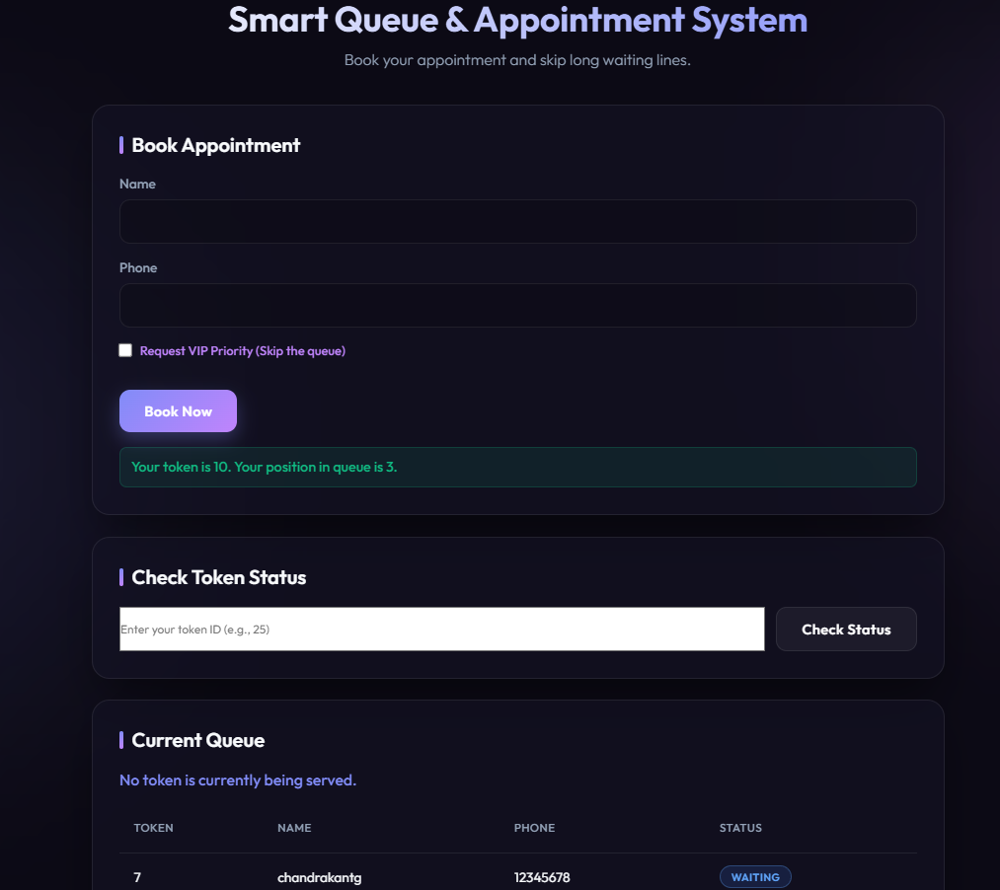 Smart Queue & Appointment System
Book your appointment and skip long waiting lines.
Book Appointment
Name
Phone
Request VIP Priority (Skip the queue)
Book Now
Your token is 10. Your position in queue is 3.
Check Token Status
Enter your token ID (e.g., 25)
Check Status
Current Queue
No token is currently being served.
TOKEN NAME PHONE STATUS
7 chandrakantg 12345678 WAITING